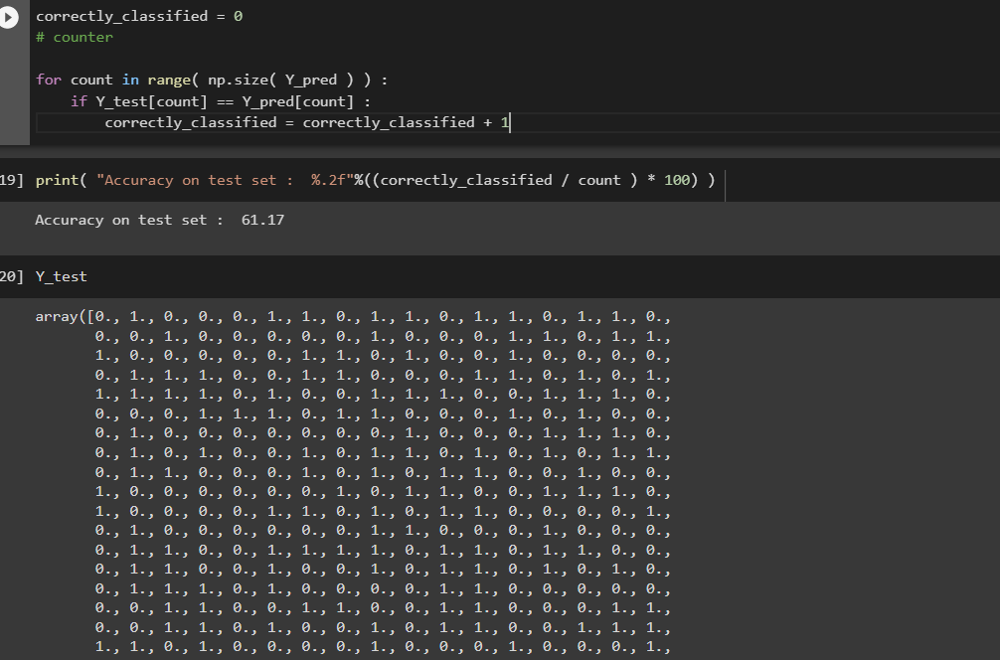 correctly_classified = 0
# counter
for count in range( np.size( Y_pred ) ) :
if Y_test[count] == Y_pred[count] :
correctly_classified = correctly_classified + 1
19] print( "Accuracy on test set :  %.2f"%((correctly_classified / count ) * 100) )
Accuracy on test set :  61.17
20] Y_test
array([0., 1., 0., 0., 0., 1., 1., 0., 1., 1., 0., 1., 1., 0., 1., 1., 0.,
0., 0., 1., 0., 0., 0., 0., 0., 1., 0., 0., 0., 1., 1., 0., 1., 1.,
1., 0., 0., 0., 0., 0., 1., 1., 0., 1., 0., 0., 1., 0., 0., 0., 0.,
0., 1., 1., 1., 0., 0., 1., 1., 0., 0., 0., 1., 1., 0., 1., 0., 1.,
1., 1., 1., 1., 0., 1., 0., 0., 1., 1., 1., 0., 0., 1., 1., 1., 0.,
0., 0., 0., 1., 1., 1., 0., 1., 1., 0., 0., 0., 1., 0., 1., 0., 0.,
0., 1., 0., 0., 0., 0., 0., 0., 0., 1., 0., 0., 0., 1., 1., 1., 0.,
0., 1., 0., 1., 0., 0., 1., 0., 1., 1., 0., 1., 0., 1., 0., 1., 1.,
0., 1., 1., 0., 0., 0., 1., 0., 1., 0., 1., 1., 0., 0., 1., 0., 0.,
1., 0., 0., 0., 0., 0., 0., 1., 0., 1., 1., 0., 0., 1., 1., 1., 0.,
1., 0., 0., 0., 0., 1., 1., 0., 1., 0., 1., 1., 0., 0., 0., 0., 1.,
0., 1., 0., 0., 0., 0., 0., 0., 1., 1., 0., 0., 0., 1., 0., 0., 0.,
0., 1., 1., 0., 0., 1., 1., 1., 1., 0., 1., 1., 0., 1., 1., 0., 0.,
0., 1., 1., 0., 0., 1., 0., 0., 1., 0., 1., 1., 0., 1., 0., 1., 0.,
0., 1., 1., 1., 0., 1., 0., 0., 0., 0., 1., 1., 0., 0., 0., 0., 0.,
0., 0., 1., 1., 0., 0., 1., 1., 0., 0., 1., 1., 0., 0., 0., 1., 1.,
0., 0., 1., 1., 0., 1., 0., 0., 1., 0., 1., 1., 0., 0., 1., 1., 1.,
1., 1., 0., 1., 0., 0., 0., 0., 1., 0., 0., 0., 1., 0., 0., 0., 1.,